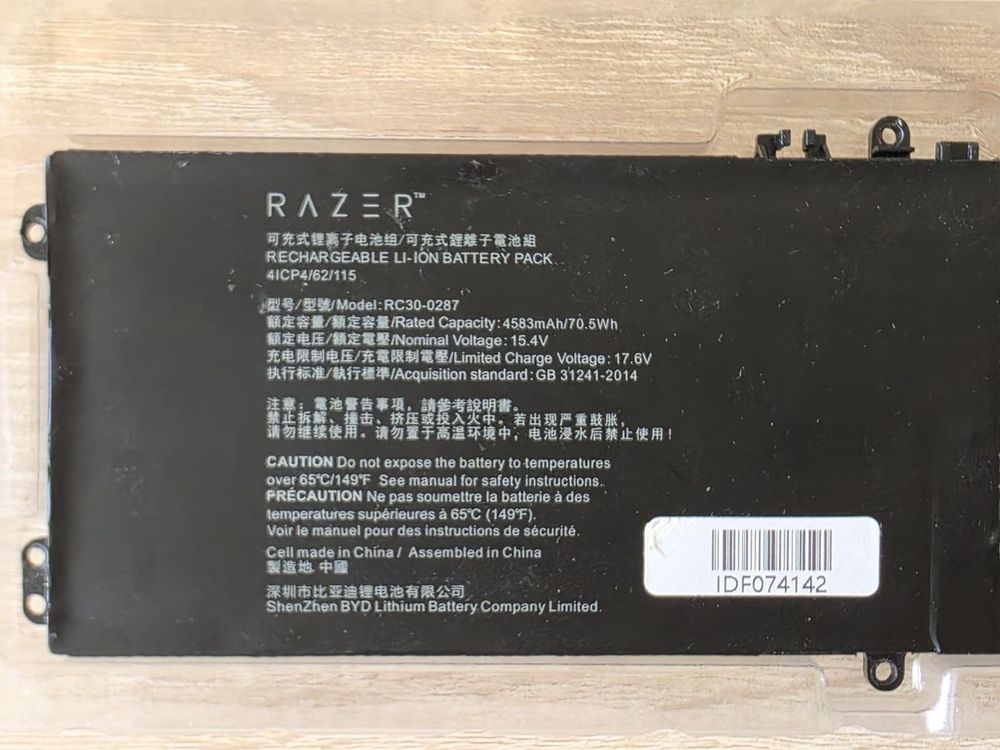 RAZER™
可充式锂离子电池组/可充式鋰離子電池組
RECHARGEABLE LI-ION BATTERY PACK
4ICP4/62/115
型号/型號/Model: RC30-0287
额定容量/額定容量/Rated Capacity: 4583mAh/70.5Wh
额定电压/額定電壓/Nominal Voltage: 15.4V
充电限制电压/充電限制電壓/Limited Charge Voltage: 17.6V
执行标准/執行標準/Acquisition standard: GB 31241-2014
注意：電池警告事項，請參考說明書。
禁止拆解、撞击、挤压或投入火中。若出现严重鼓胀，
请勿继续使用。请勿置于高温环境中，电池浸水后禁止使用！
CAUTION Do not expose the battery to temperatures
over 65℃/149℉ See manual for safety instructions.
PRÉCAUTION Ne pas soumettre la batterie à des
temperatures supérieures à 65℃ (149℉).
Voir le manuel pour des instructions de sécurité.
Cell made in China / Assembled in China
製造地 中國
深圳市比亚迪锂电池有限公司
ShenZhen BYD Lithium Battery Company Limited.
IDF074142